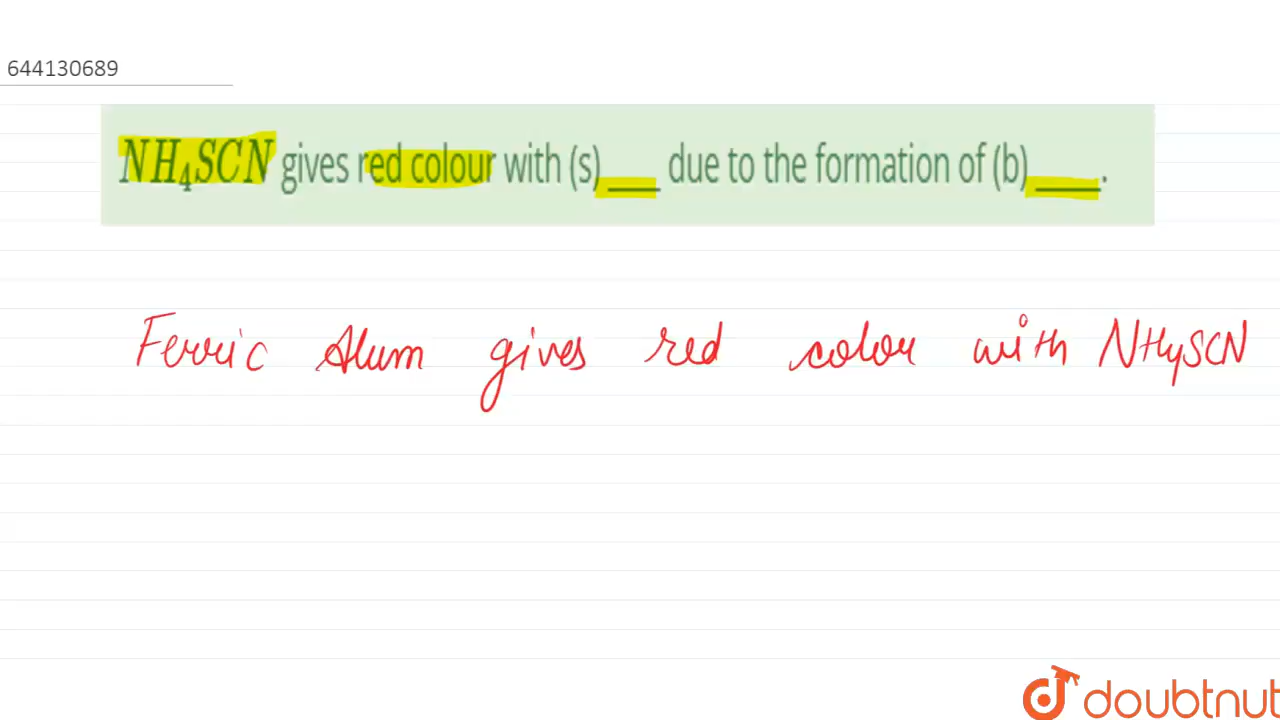 644130689
NH₄SCN gives red colour with (s) ___ due to the formation of (b) ____.
Ferric Alum gives red color with NH₄SCN
doubtnut